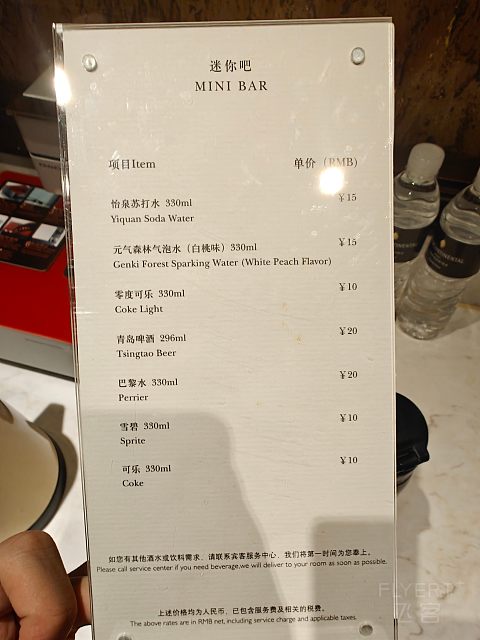 迷你吧
MINI BAR
项目Item 单价（RMB）
怡泉苏打水 330ml ￥15
Yiquan Soda Water
元气森林气泡水（白桃味）330ml ￥15
Genki Forest Sparking Water (White Peach Flavor)
零度可乐 330ml ￥10
Coke Light
青岛啤酒 296ml ￥20
Tsingtao Beer
巴黎水 330ml ￥20
Perrier
雪碧 330ml ￥10
Sprite
可乐 330ml ￥10
Coke
如您有其他酒水或饮料需求，请联系宾客服务中心，我们将第一时间为您奉上。
Please call service center if you need beverage,we will deliver to your room as soon as possible.
上述价格均为人民币，已包含服务费及相关的税费。
The above rates are in RMB net, including service charge and applicable taxes.
FLYERT
飞客